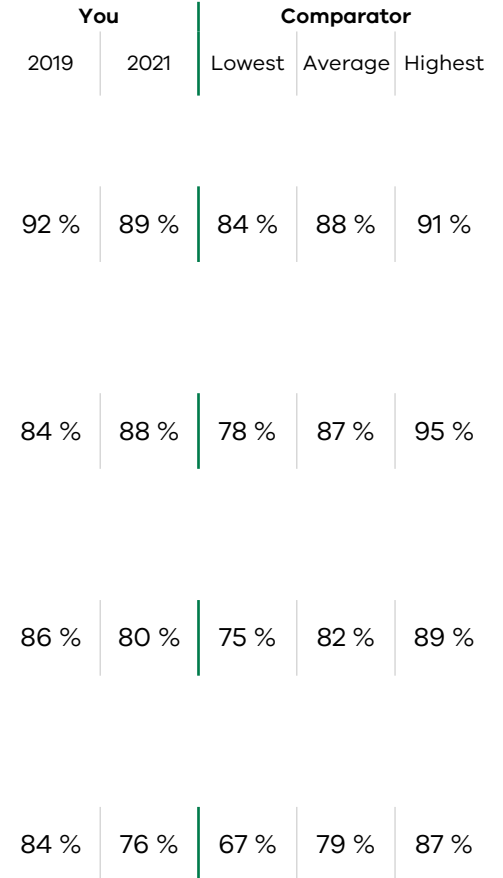 You Comparator
2019 2021 Lowest Average Highest
92 % 89 % 84 % 88 % 91 %
84 % 88 % 78 % 87 % 95 %
86 % 80 % 75 % 82 % 89 %
84 % 76 % 67 % 79 % 87 %